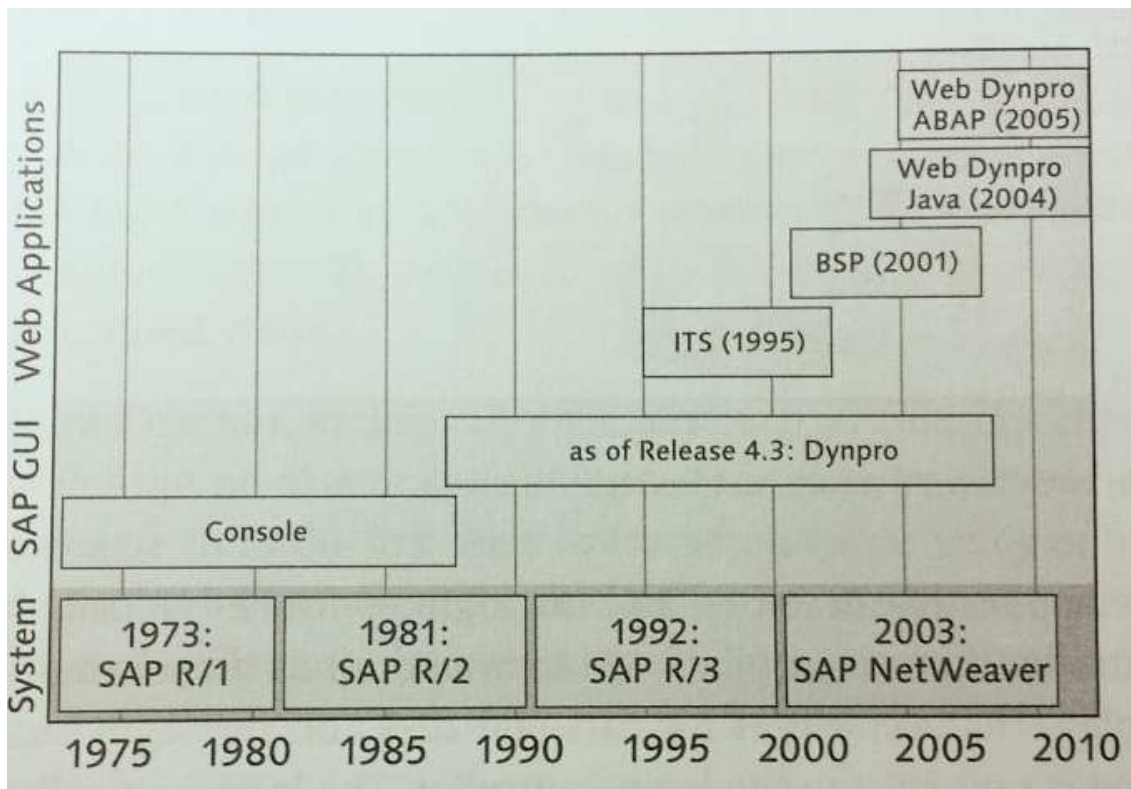 Web Applications
Web Dynpro
ABAP (2005)
Web Dynpro
Java (2004)
BSP (2001)
ITS (1995)
SAP GUI
as of Release 4.3: Dynpro
Console
System
1973:
SAP R/1
1981:
SAP R/2
1992:
SAP R/3
2003:
SAP NetWeaver
1975 1980 1985 1990 1995 2000 2005 2010